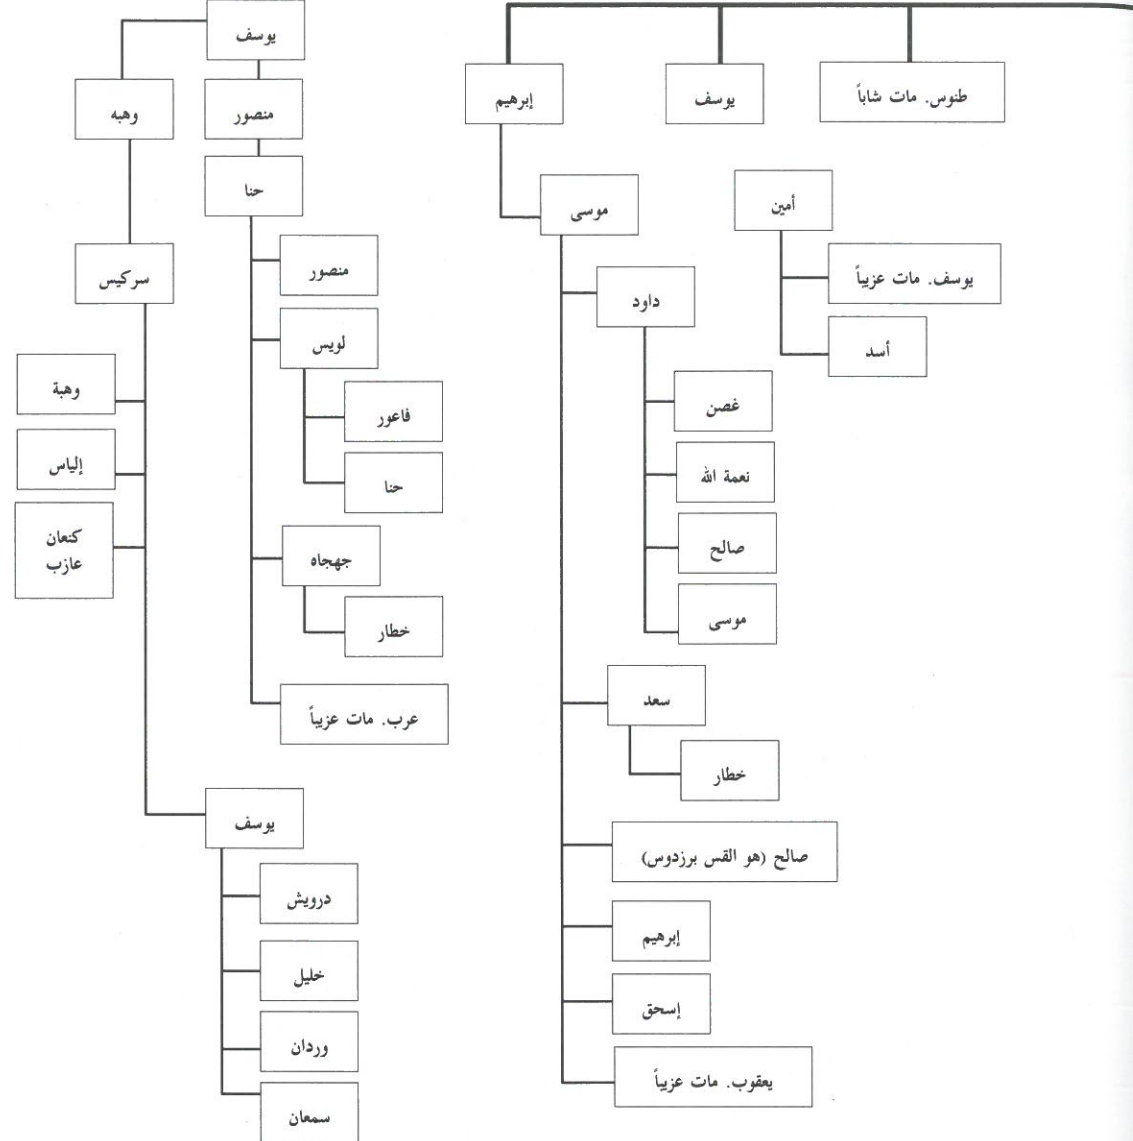 طنوس. مات شاباً
يوسف
إبرهيم
أمين
يوسف. مات عزيباً
أسد
موسى
داود
غصن
نعمة الله
صالح
موسى
سعد
خطار
صالح (هو القس برزدوس)
إبرهيم
إسحق
يعقوب. مات عزيباً
يوسف
منصور
حنا
منصور
لويس
فاعور
حنا
جهجاه
خطار
عرب. مات عزيباً
وهبه
سركيس
وهبة
إلياس
كنعان
عازب
يوسف
درويش
خليل
وردان
سمعان